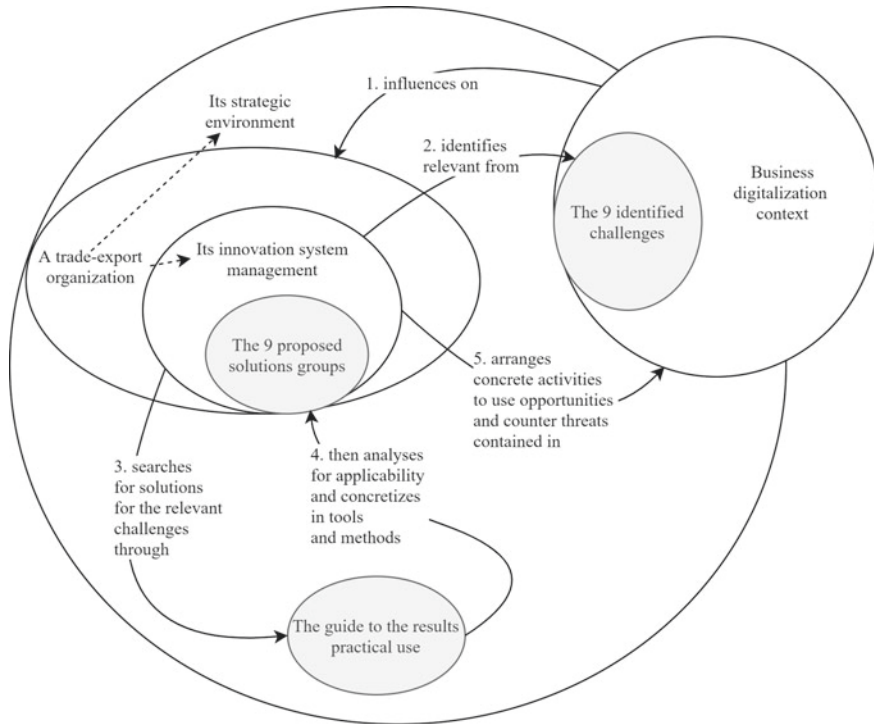 1. influences on
Its strategic
environment
2. identifies
relevant from
Business
digitalization
context
The 9 identified
challenges
A trade-export
organization
Its innovation system
management
The 9 proposed
solutions groups
5. arranges
concrete activities
to use opportunities
and counter threats
contained in
3. searches
for solutions
for the relevant
challenges
through
4. then analyses
for applicability
and concretizes
in tools
and methods
The guide to the results
practical use